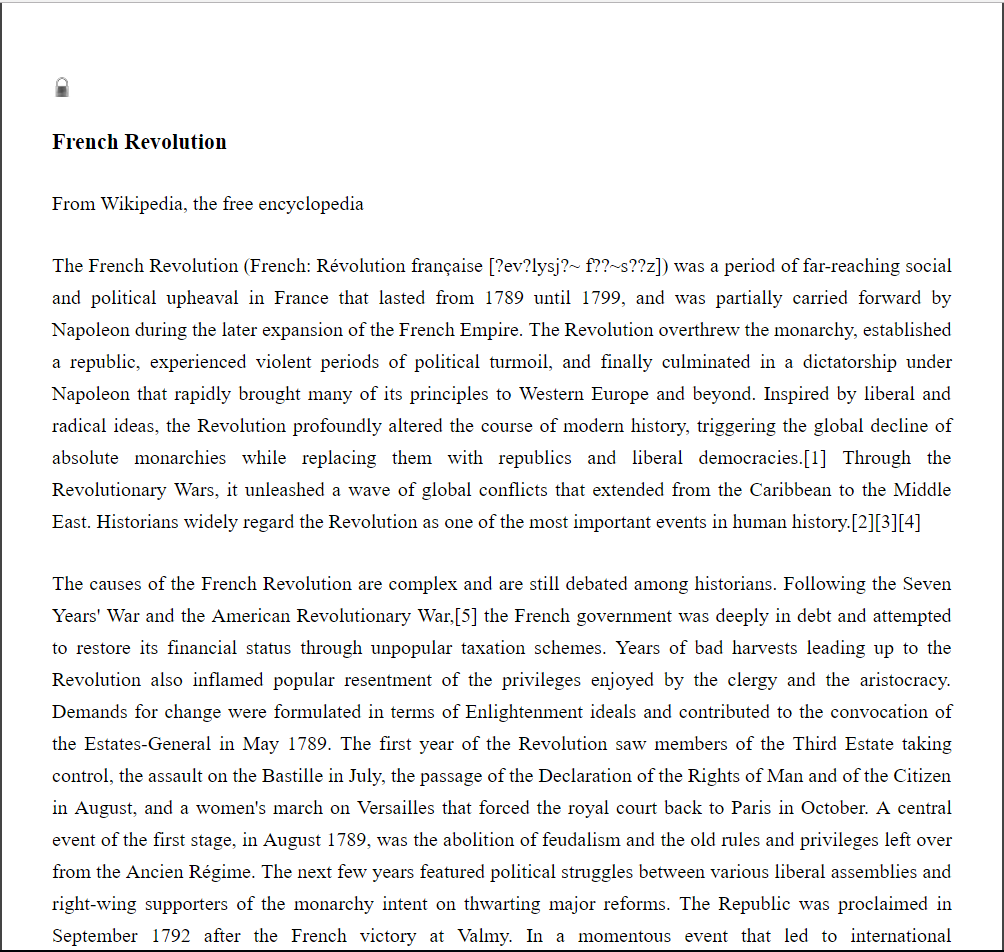 French Revolution
From Wikipedia, the free encyclopedia
The French Revolution (French: Révolution française [?ev?lysj?~ f??~s??z]) was a period of far-reaching social
and political upheaval in France that lasted from 1789 until 1799, and was partially carried forward by
Napoleon during the later expansion of the French Empire. The Revolution overthrew the monarchy, established
a republic, experienced violent periods of political turmoil, and finally culminated in a dictatorship under
Napoleon that rapidly brought many of its principles to Western Europe and beyond. Inspired by liberal and
radical ideas, the Revolution profoundly altered the course of modern history, triggering the global decline of
absolute monarchies while replacing them with republics and liberal democracies.[1] Through the
Revolutionary Wars, it unleashed a wave of global conflicts that extended from the Caribbean to the Middle
East. Historians widely regard the Revolution as one of the most important events in human history.[2][3][4]
The causes of the French Revolution are complex and are still debated among historians. Following the Seven
Years' War and the American Revolutionary War,[5] the French government was deeply in debt and attempted
to restore its financial status through unpopular taxation schemes. Years of bad harvests leading up to the
Revolution also inflamed popular resentment of the privileges enjoyed by the clergy and the aristocracy.
Demands for change were formulated in terms of Enlightenment ideals and contributed to the convocation of
the Estates-General in May 1789. The first year of the Revolution saw members of the Third Estate taking
control, the assault on the Bastille in July, the passage of the Declaration of the Rights of Man and of the Citizen
in August, and a women's march on Versailles that forced the royal court back to Paris in October. A central
event of the first stage, in August 1789, was the abolition of feudalism and the old rules and privileges left over
from the Ancien Régime. The next few years featured political struggles between various liberal assemblies and
right-wing supporters of the monarchy intent on thwarting major reforms. The Republic was proclaimed in
September 1792 after the French victory at Valmy. In a momentous event that led to international